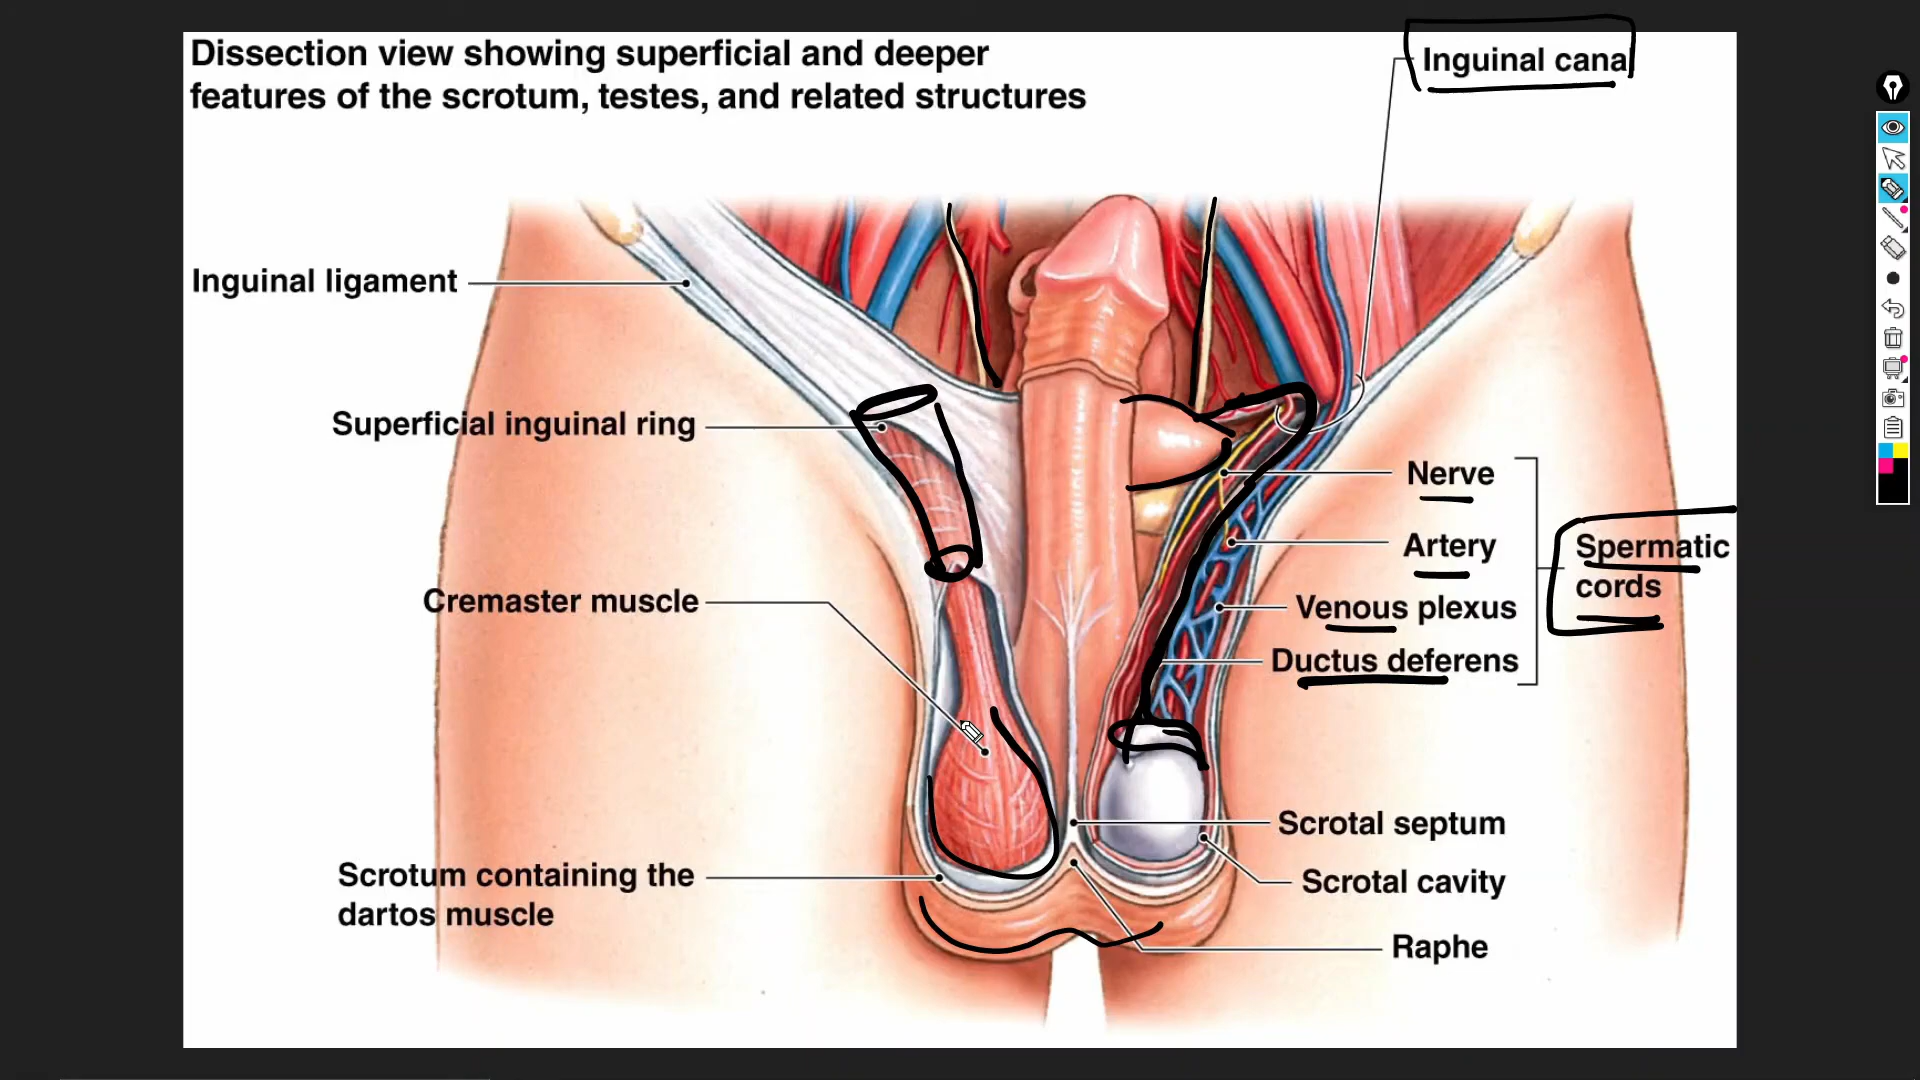 Dissection view showing superficial and deeper
features of the scrotum, testes, and related structures
Inguinal canal
Inguinal ligament
Superficial inguinal ring
Nerve
Artery
Spermatic
cords
Cremaster muscle
Venous plexus
Ductus deferens
Scrotal septum
Scrotum containing the
dartos muscle
Scrotal cavity
Raphe